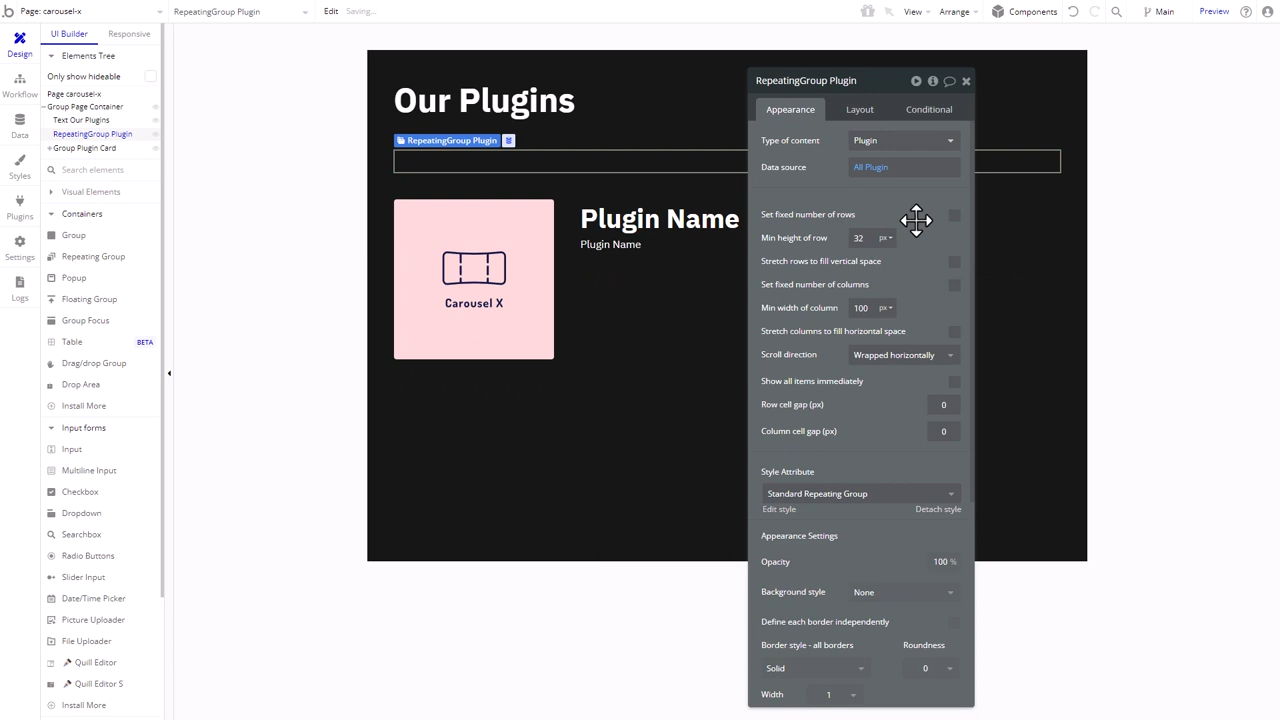 Page: carousel-x
RepeatingGroup Plugin
Edit
Saving...
View
Arrange
Components
Main
Preview
Design
Workflow
Data
Styles
Plugins
Settings
Logs
UI Builder
Responsive
Elements Tree
Only show hideable
Page carousel-x
Group Page Container
Text Our Plugins
RepeatingGroup Plugin
Group Plugin Card
Search elements
Visual Elements
Containers
Group
Repeating Group
Popup
Floating Group
Group Focus
Table BETA
Drag/drop Group
Drop Area
Install More
Input forms
Input
Multiline Input
Checkbox
Dropdown
Searchbox
Radio Buttons
Slider Input
Date/Time Picker
Picture Uploader
File Uploader
Quill Editor
Quill Editor S
Install More
Our Plugins
RepeatingGroup Plugin
Carousel X
Plugin Name
Plugin Name
RepeatingGroup Plugin
Appearance
Layout
Conditional
Type of content Plugin
Data source All Plugin
Set fixed number of rows
Min height of row 32 px
Stretch rows to fill vertical space
Set fixed number of columns
Min width of column 100 px
Stretch columns to fill horizontal space
Scroll direction Wrapped horizontally
Show all items immediately
Row cell gap (px) 0
Column cell gap (px) 0
Style Attribute
Standard Repeating Group
Edit style Detach style
Appearance Settings
Opacity 100 %
Background style None
Define each border independently
Border style - all borders Roundness
Solid 0
Width 1